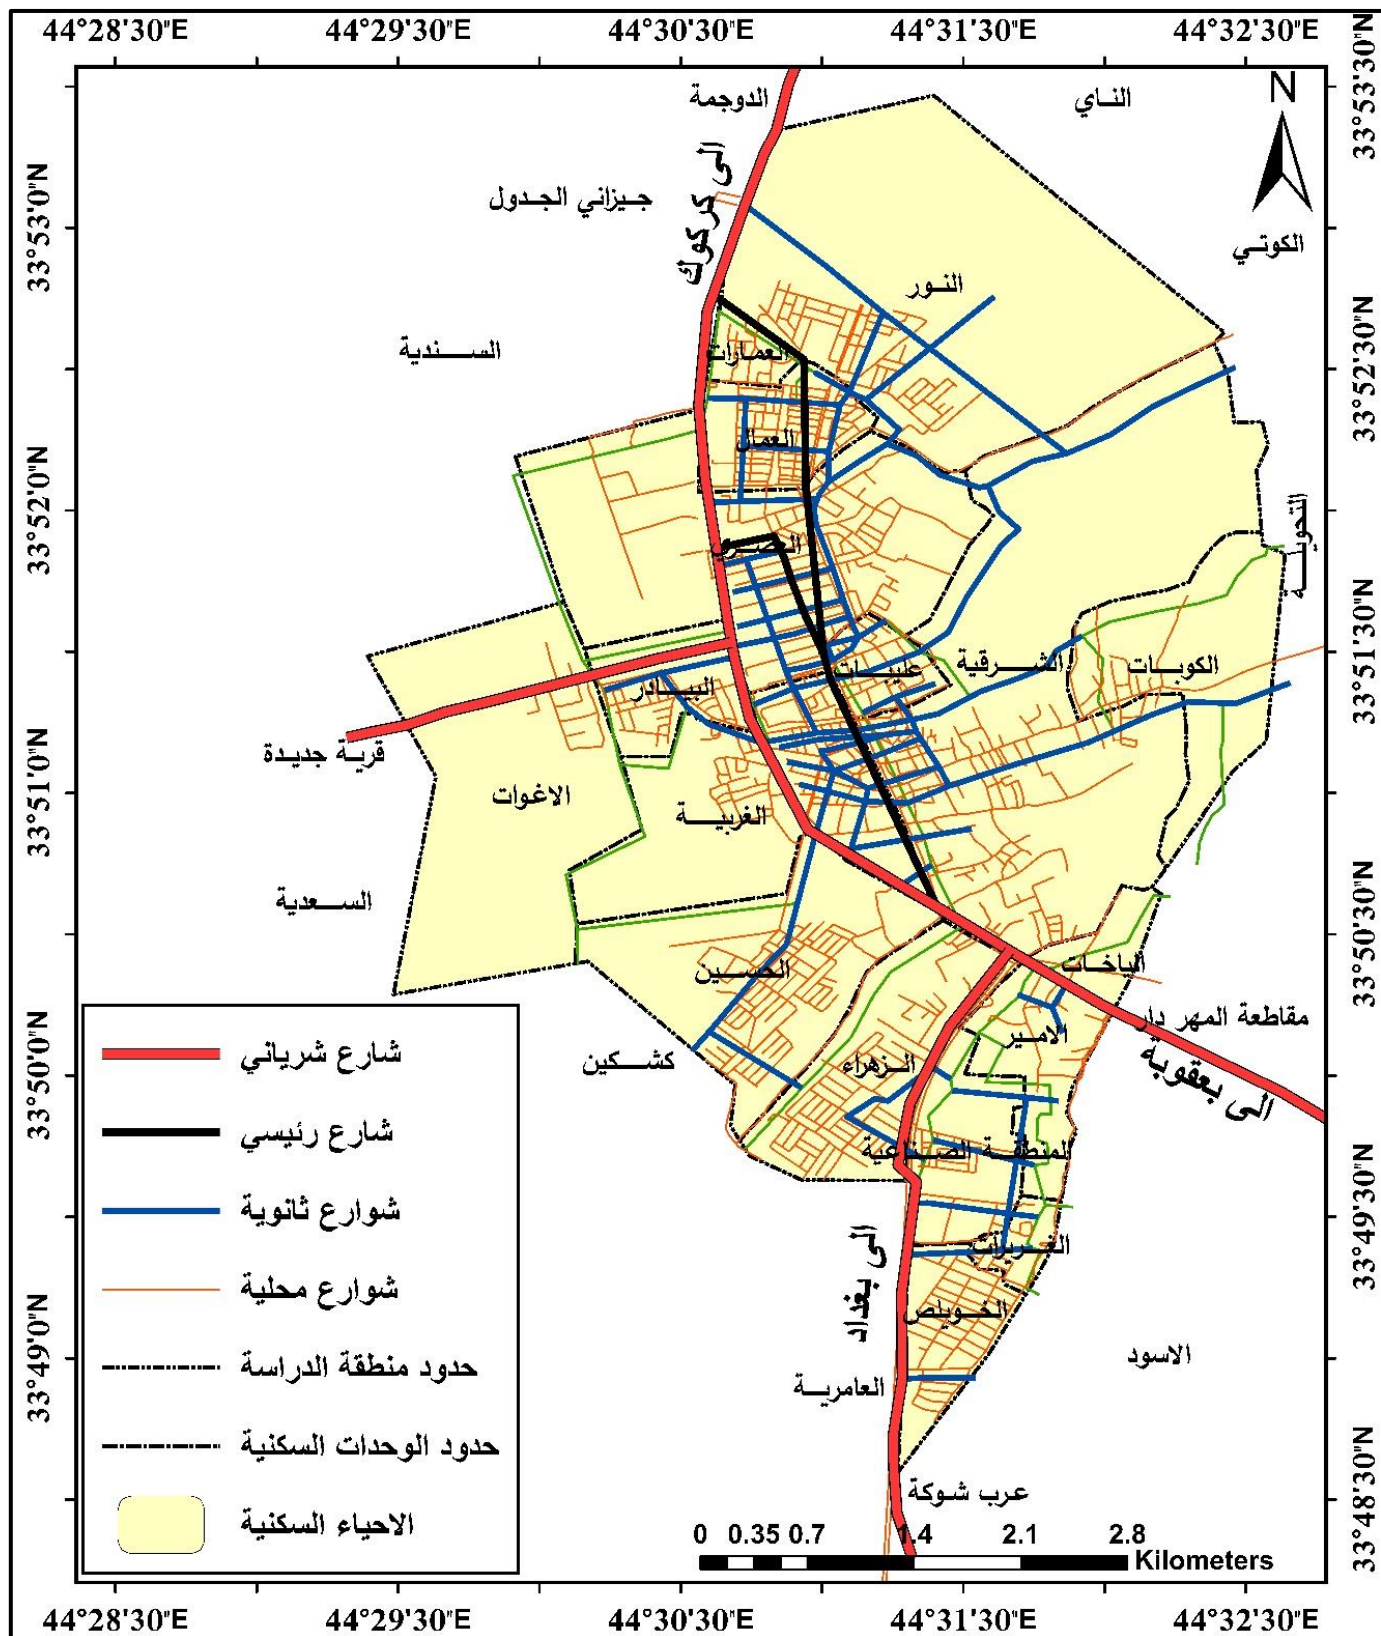 44°28'30"E 44°29'30"E 44°30'30"E 44°31'30"E 44°32'30"E
33°53'30"N
33°53'0"N
33°52'30"N
33°52'0"N
33°51'30"N
33°51'0"N
33°50'30"N
33°50'0"N
33°49'30"N
33°49'0"N
33°48'30"N
N
الدوجمة
الناي
الى كركوك
جيزاني الجدول
الكوتي
النور
السندية
العمارات
العمال
التحويلة
العصري
عليبات
الشرقية
الكوبات
البيادر
قرية جديدة
الاغوات
الغربية
السعدية
الحسين
الباخات
مقاطعة المهر دار
الامير
كشكين
الزهراء
الى بعقوبة
المنطقة الصناعية
الى بغداد
الغريرات
الخويلص
الاسود
العامرية
عرب شوكة
شارع شرياني
شارع رئيسي
شوارع ثانوية
شوارع محلية
حدود منطقة الدراسة
حدود الوحدات السكنية
الاحياء السكنية
0 0.35 0.7 1.4 2.1 2.8
Kilometers
44°28'30"E 44°29'30"E 44°30'30"E 44°31'30"E 44°32'30"E